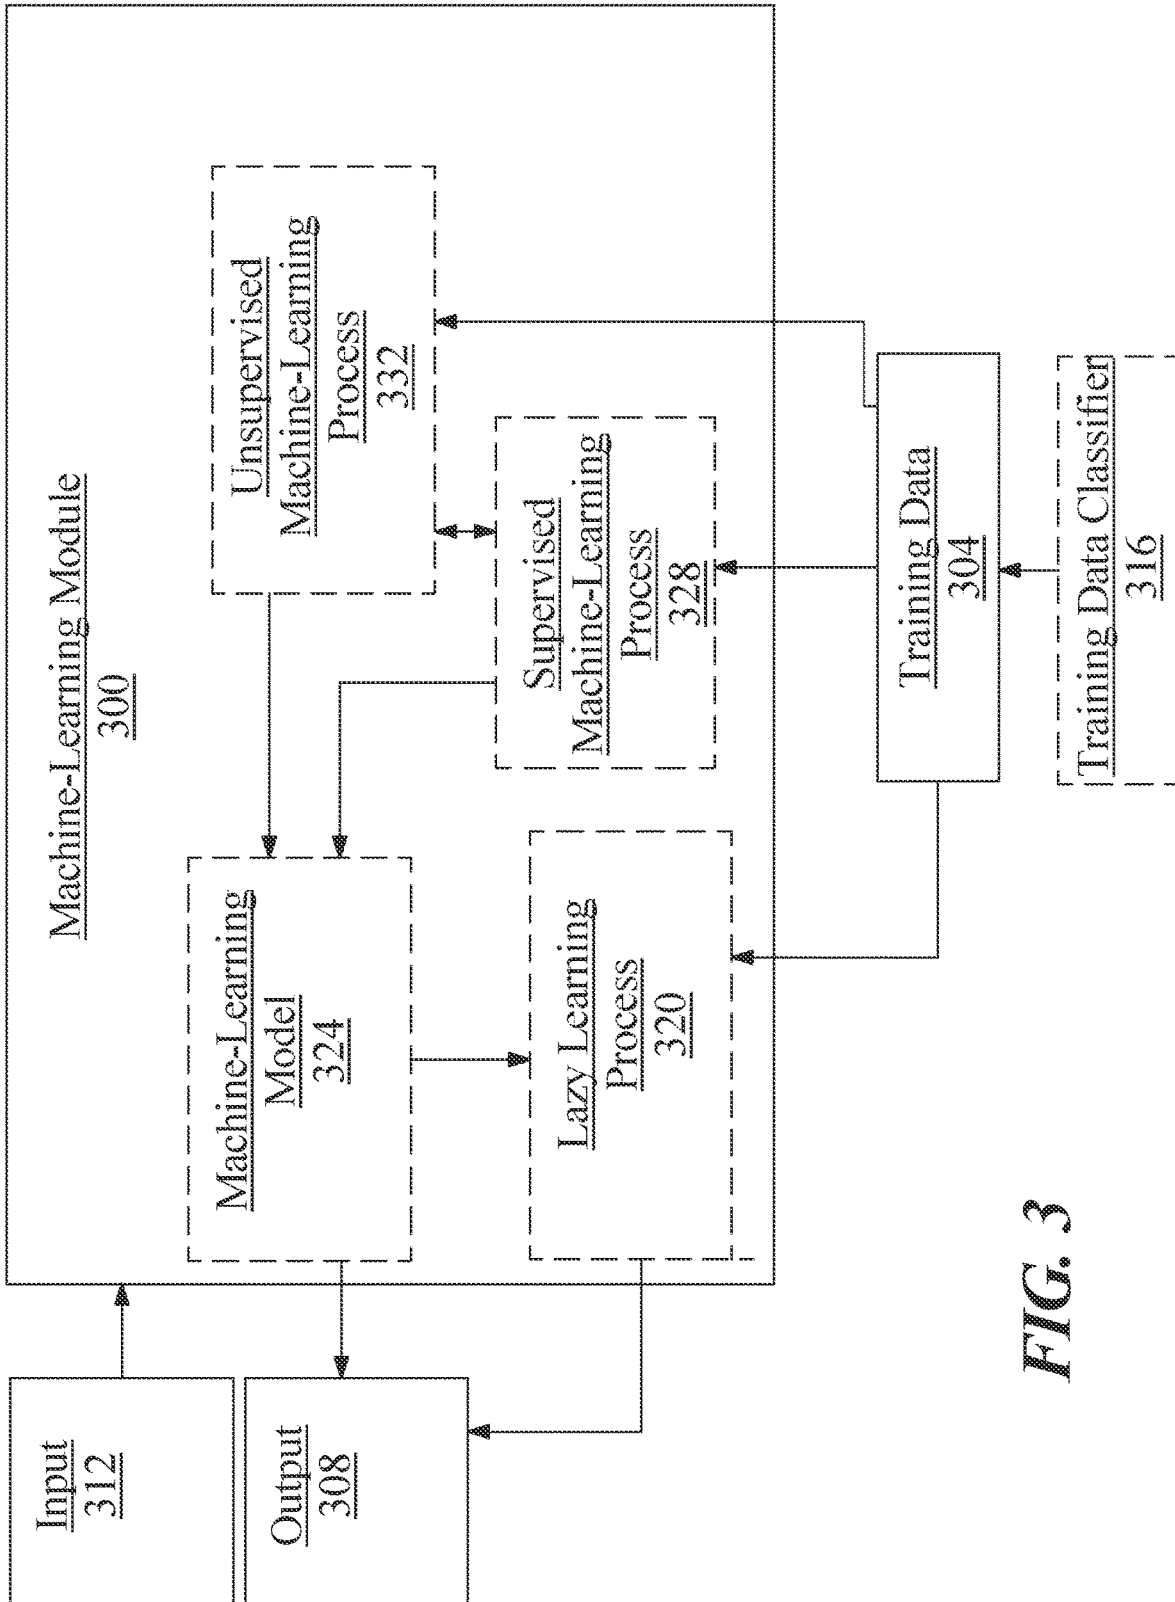 Machine-Learning Module
300
Input
312
Output
308
Machine-Learning
Model
324
Unsupervised
Machine-Learning
Process
332
Lazy Learning
Process
320
Supervised
Machine-Learning
Process
328
Training Data
304
Training Data Classifier
316
FIG. 3